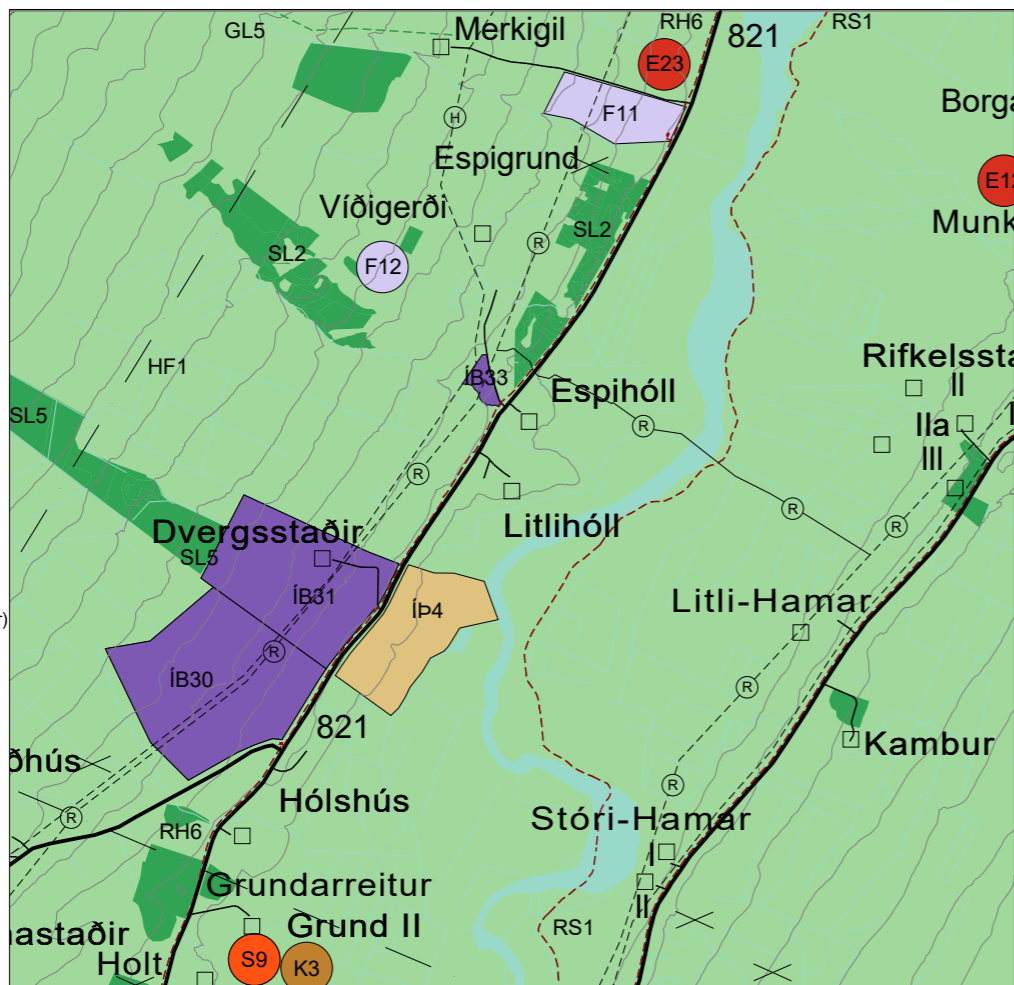 GL5
Merkigil
RH6
821
RS1
E23
F11
H
Espigrund
Víðigerði
SL2
SL2
F12
R
HF1
ÍB33
Espihóll
R
Rifkelssta
II
IIa
III
SL5
R
R
R
Dvergsstaðir
Litlihóll
SL5
ÍB31
ÍÞ4
Litli-Hamar
r)
R
ÍB30
R
821
Kambur
ðhús
R
Hólshús
R
Stóri-Hamar
RH6
I
Grundarreitur
II
Grund II
RS1
nastaðir
Holt
S9
K3
Borga
E12
Munk